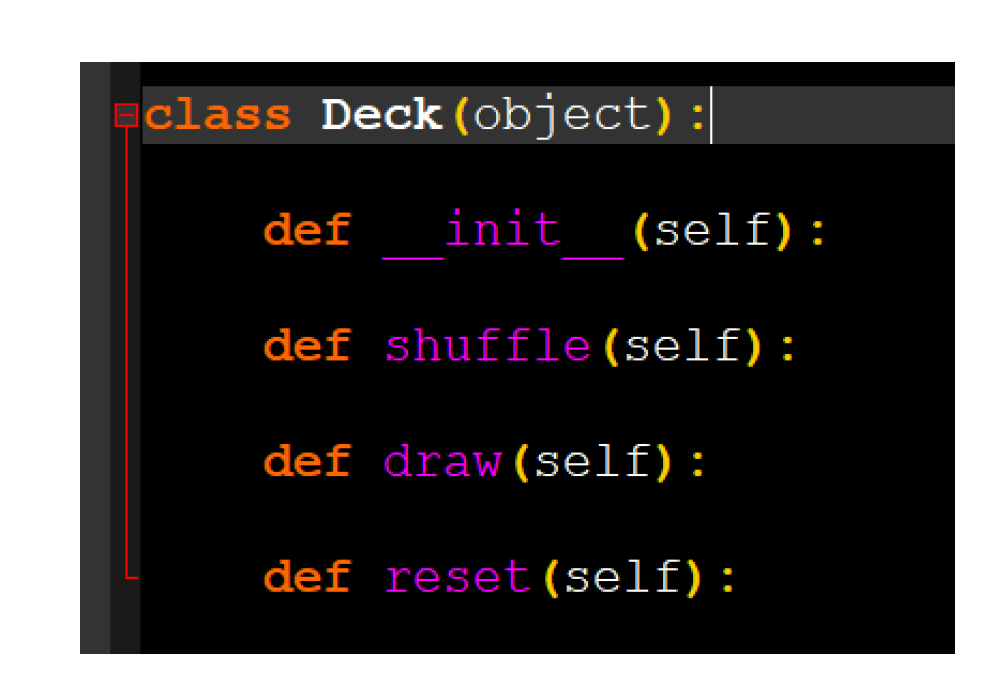 class Deck(object):
def __init__(self):
def shuffle(self):
def draw(self):
def reset(self):